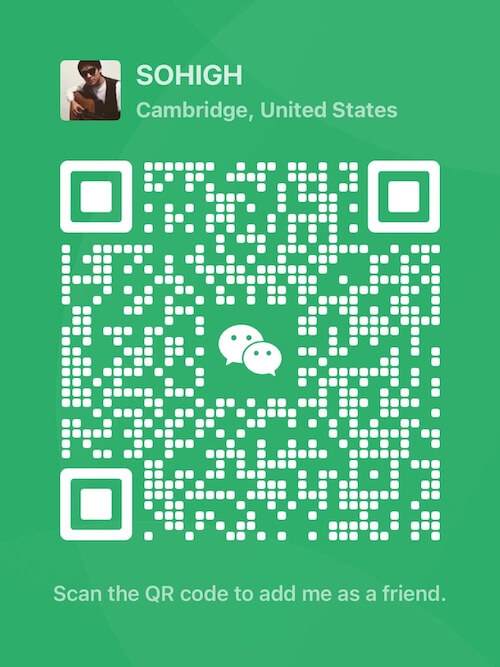 SOHIGH
Cambridge, United States
Scan the QR code to add me as a friend.